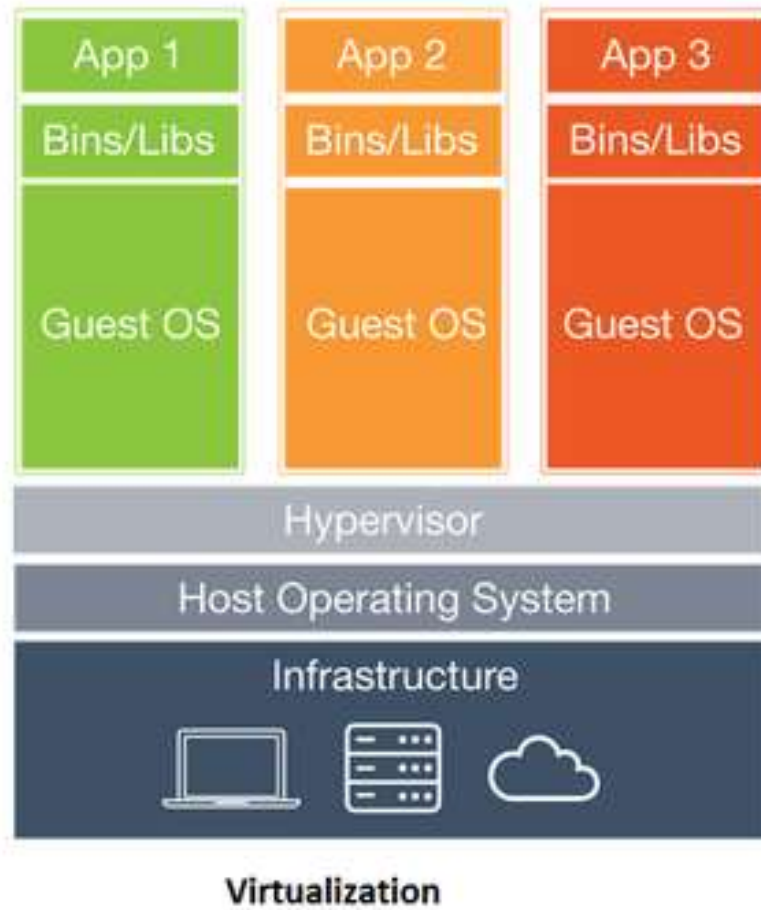 App 1
App 2
App 3
Bins/Libs
Bins/Libs
Bins/Libs
Guest OS
Guest OS
Guest OS
Hypervisor
Host Operating System
Infrastructure
Virtualization